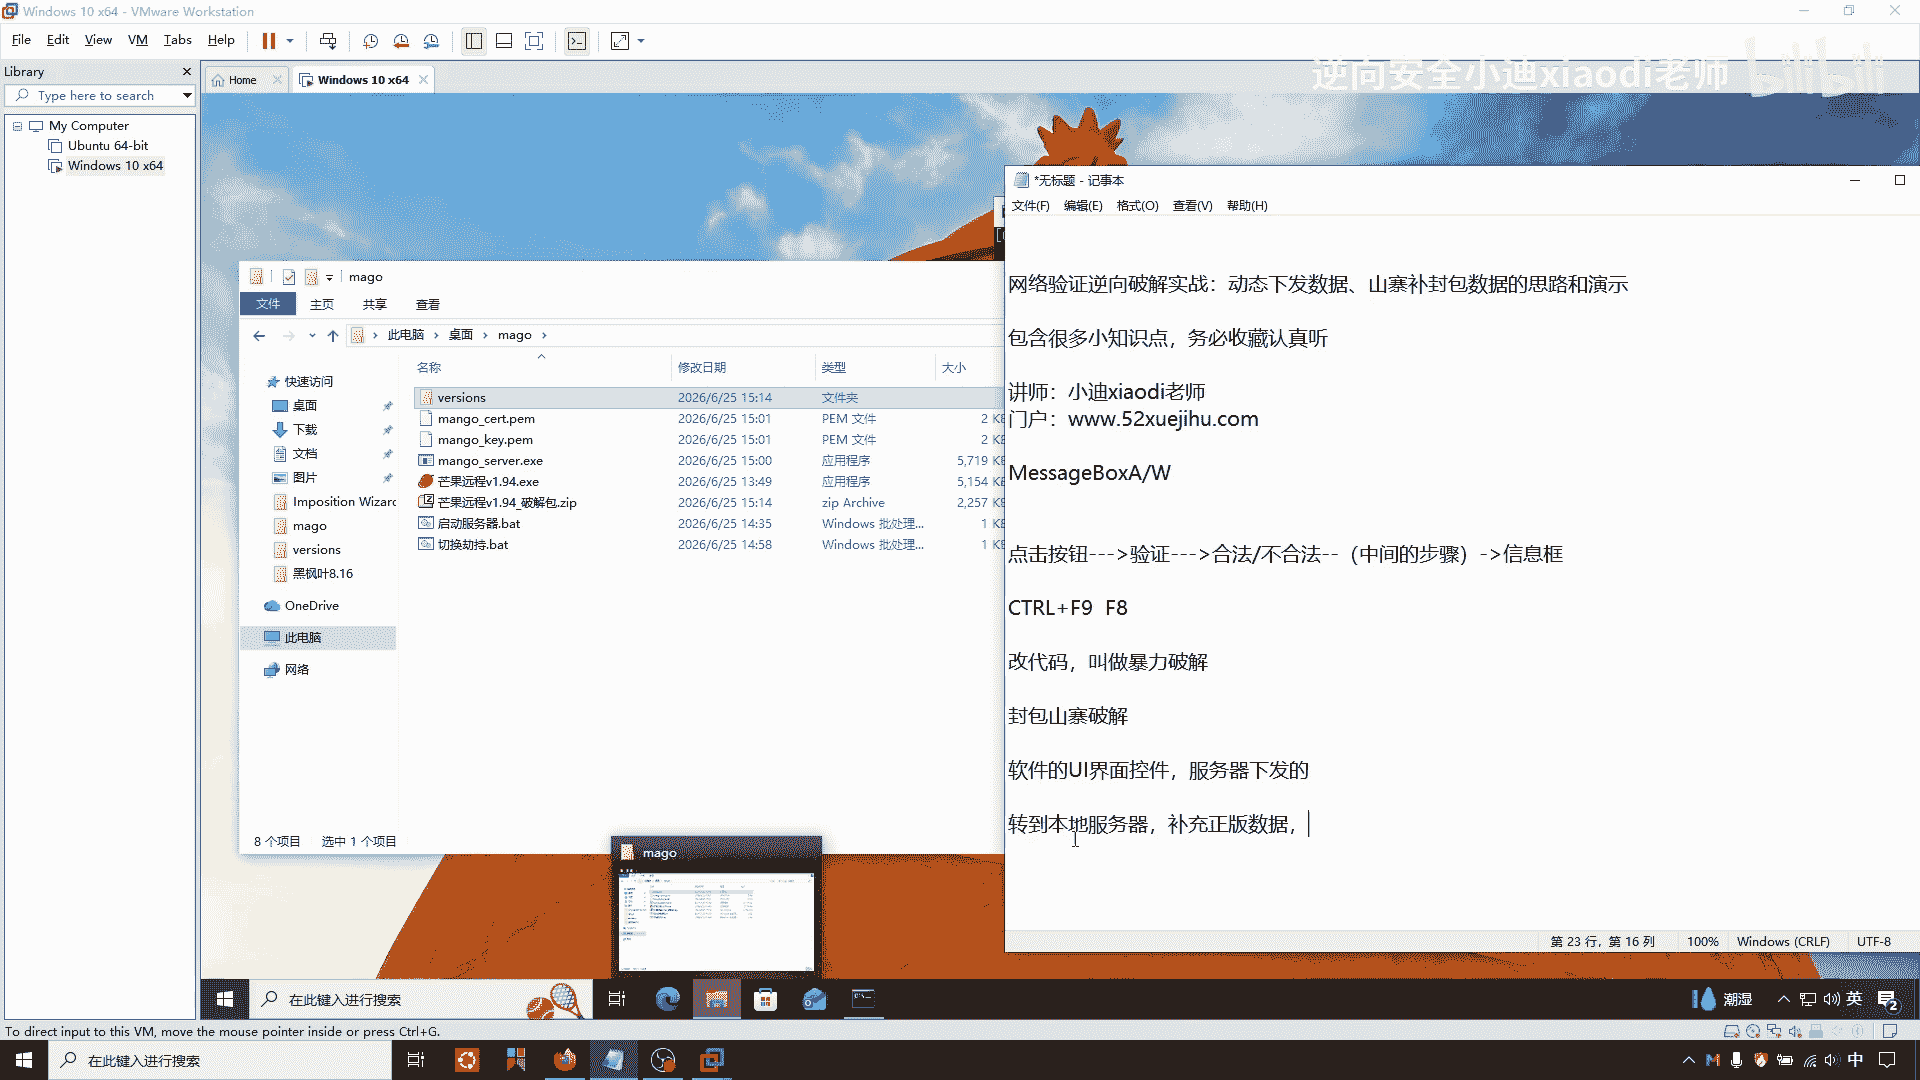 Windows 10 x64 - VMware Workstation
File Edit View VM Tabs Help
Library
Type here to search
My Computer
Ubuntu 64-bit
Windows 10 x64
Home
Windows 10 x64
逆向安全小迪xiaodi老师 bilibili
mago
文件 主页 共享 查看
此电脑 桌面 mago
名称 修改日期 类型 大小
versions 2026/6/25 15:14 文件夹
mango_cert.pem 2026/6/25 15:01 PEM 文件 2 KB
mango_key.pem 2026/6/25 15:01 PEM 文件 2 KB
mango_server.exe 2026/6/25 15:00 应用程序 5,719 KB
芒果远程v1.94.exe 2026/6/25 13:49 应用程序 5,154 KB
芒果远程v1.94_破解包.zip 2026/6/25 15:14 zip Archive 2,257 KB
启动服务器.bat 2026/6/25 14:35 Windows 批处理... 1 KB
切换劫持.bat 2026/6/25 14:58 Windows 批处理... 1 KB
快速访问
桌面
下载
文档
图片
Imposition Wizard
mago
versions
黑枫叶8.16
OneDrive
此电脑
网络
8 个项目 选中 1 个项目
mago
*无标题 - 记事本
文件(F) 编辑(E) 格式(O) 查看(V) 帮助(H)
网络验证逆向破解实战：动态下发数据、山寨补封包数据的思路和演示
包含很多小知识点，务必收藏认真听
讲师：小迪xiaodi老师
门户：www.52xuejihu.com
MessageBoxA/W
点击按钮--->验证--->合法/不合法--（中间的步骤）->信息框
CTRL+F9 F8
改代码，叫做暴力破解
封包山寨破解
软件的UI界面控件，服务器下发的
转到本地服务器，补充正版数据，
第 23 行，第 16 列 100% Windows (CRLF) UTF-8
在此键入进行搜索
潮湿
英
2
To direct input to this VM, move the mouse pointer inside or press Ctrl+G.
在此键入进行搜索
中